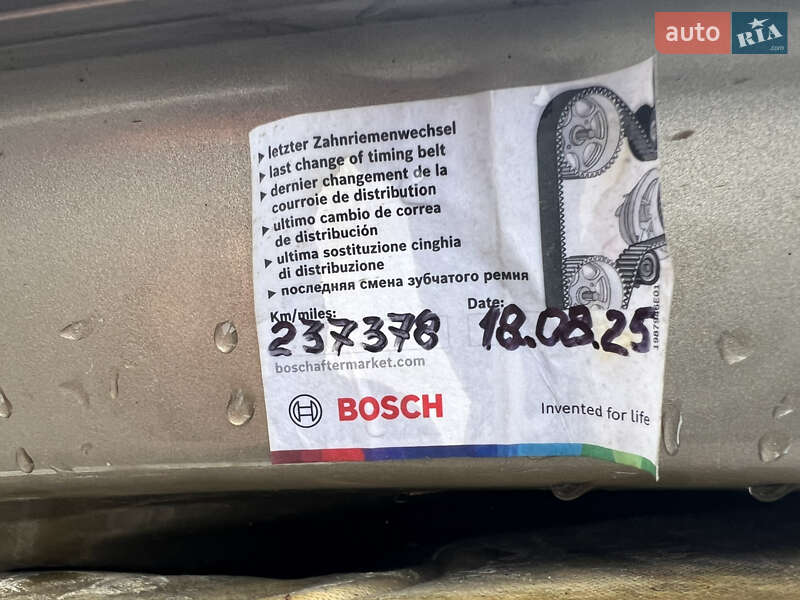 auto RIA.com
letzter Zahnriemenwechsel
last change of timing belt
dernier changement de la
courroie de distribution
ultimo cambio de correa
de distribución
ultima sostituzione cinghia
di distribuzione
последняя смена зубчатого ремня
Km/miles: Date:
237378 18.08.25
boschaftermarket.com
BOSCH Invented for life